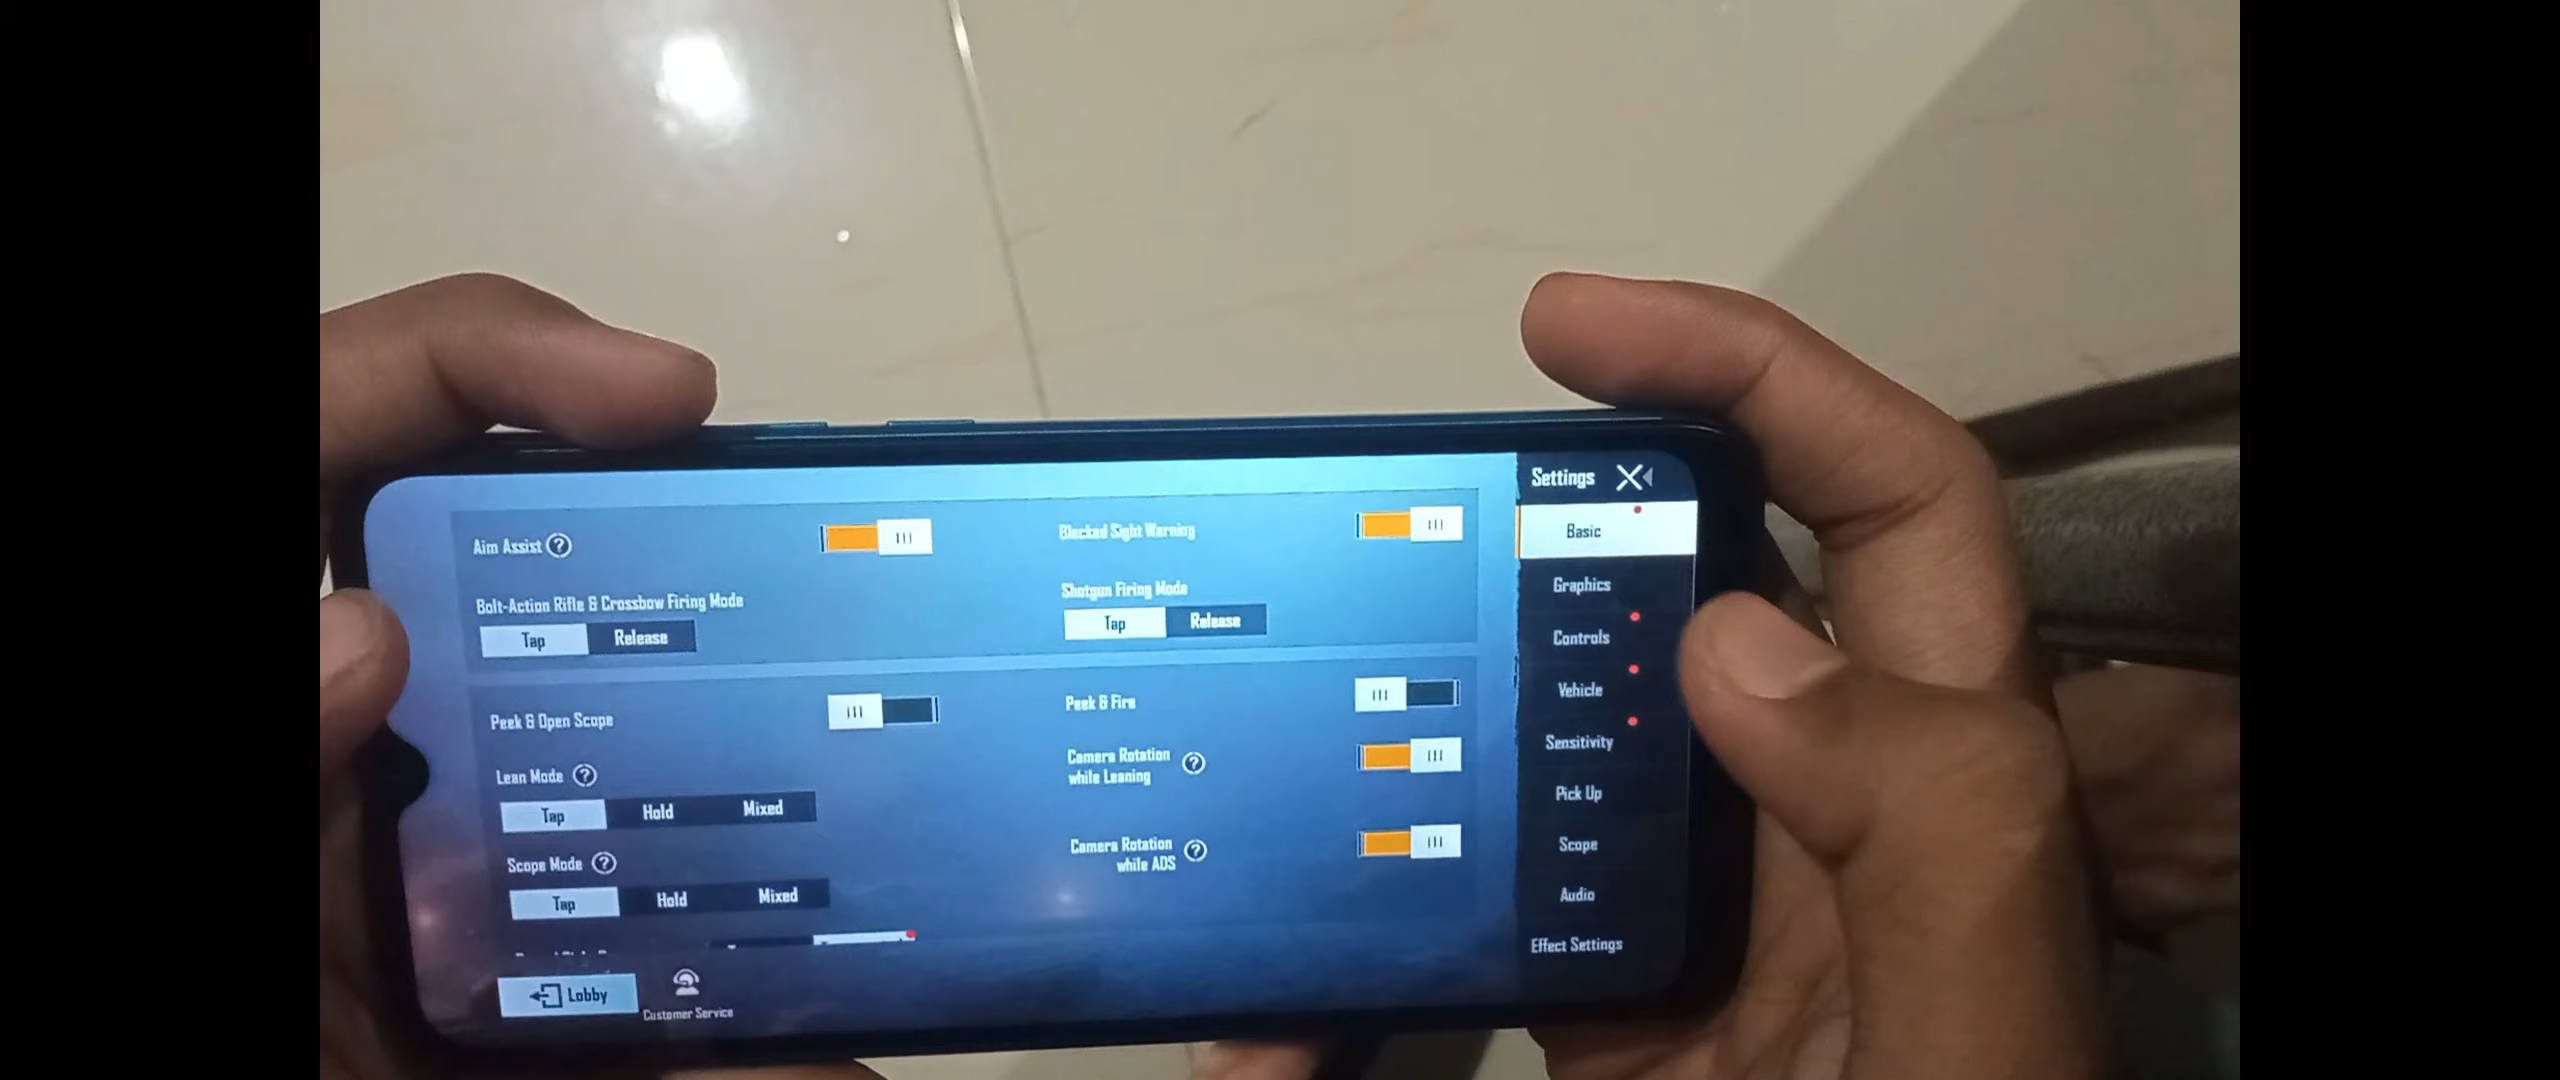 Settings
Aim Assist ?
Blocked Sight Warning
Basic
Bolt-Action Rifle & Crossbow Firing Mode
Tap Release
Shotgun Firing Mode
Tap Release
Graphics
Controls
Peek & Open Scope
Peek & Fire
Vehicle
Lean Mode ?
Tap Hold Mixed
Camera Rotation
while Leaning ?
Sensitivity
Pick Up
Scope Mode ?
Tap Hold Mixed
Camera Rotation
while ADS ?
Scope
Audio
Effect Settings
Lobby
Customer Service